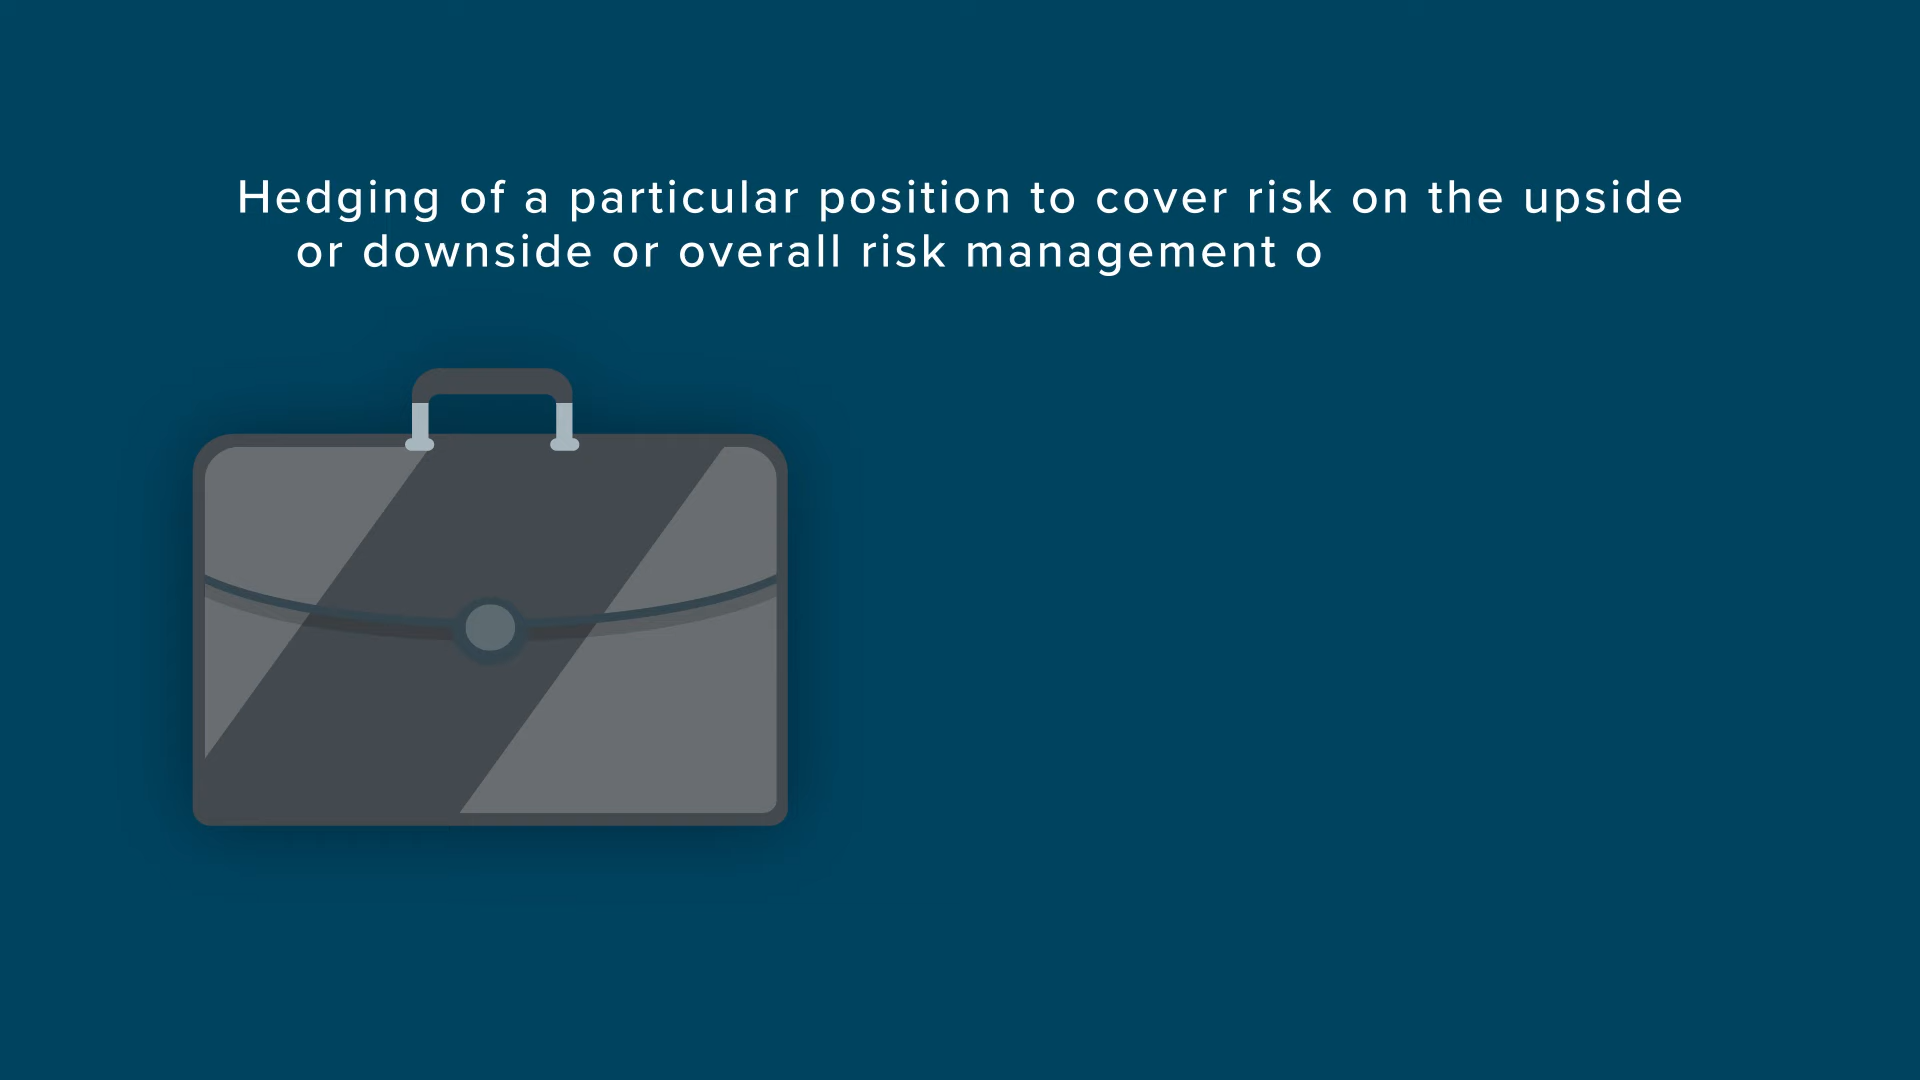 Hedging of a particular position to cover risk on the upside
or downside or overall risk management o